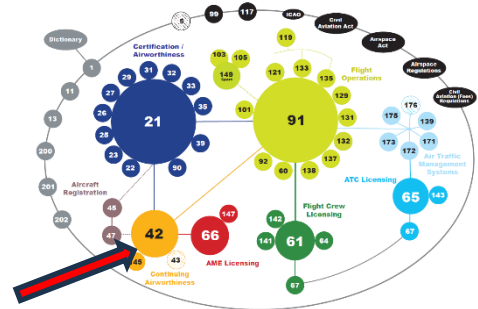 6
99
117
ICAO
Civil
Aviation Act
Airspace
Act
Airspace
Regulations
Civil
Aviation (Fees)
Regulations
Dictionary
1
11
13
200
201
202
Certification /
Airworthiness
29
31
32
33
27
26
35
28
39
23
22
90
21
103
105
149
119
121
133
135
Flight
Operations
129
101
131
132
137
92
60
138
91
175
176
139
173
172
171
Air Traffic
Management
Systems
ATC Licensing
65
143
67
Aircraft
Registration
48
47
45
42
43
Continuing
Airworthiness
147
66
AME Licensing
Flight Crew
Licensing
142
141
61
64
67